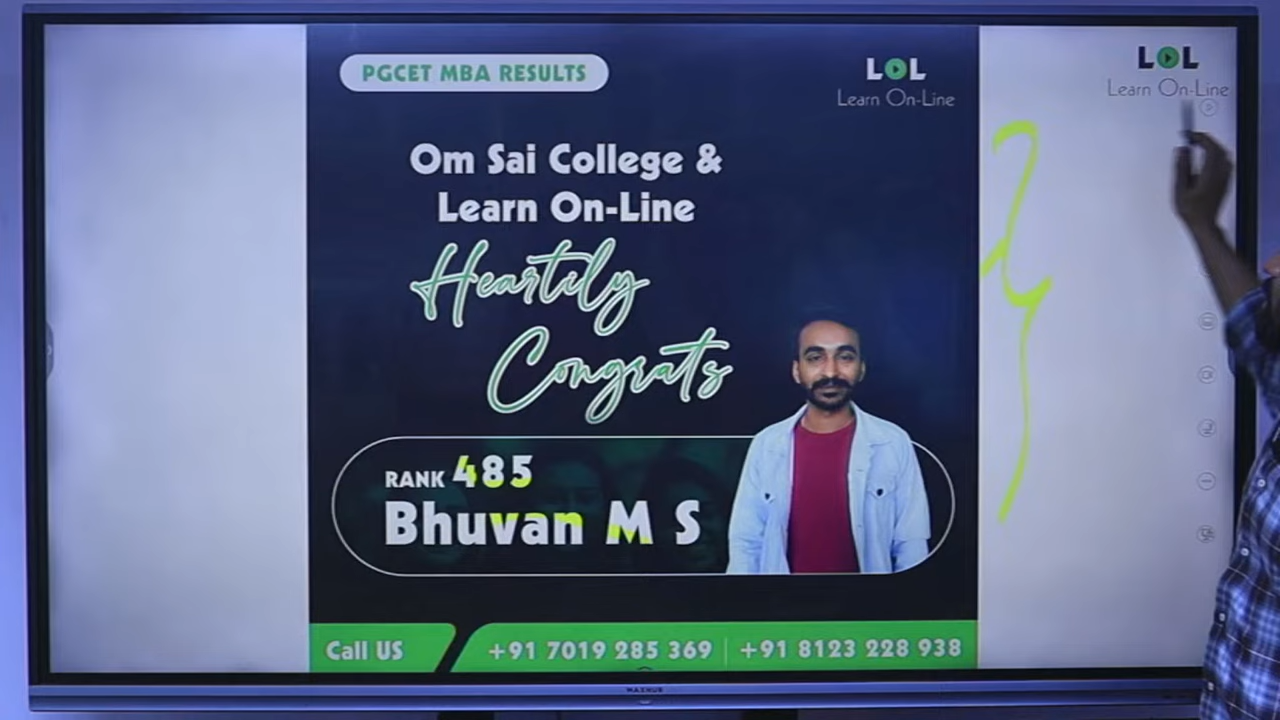 PGCET MBA RESULTS
LOL
Learn On-Line
LOL
Learn On-Line
Om Sai College &
Learn On-Line
Heartily
Congrats
RANK 485
Bhuvan M S
Call US
+91 7019 285 369 | +91 8123 228 938
MAXHUB